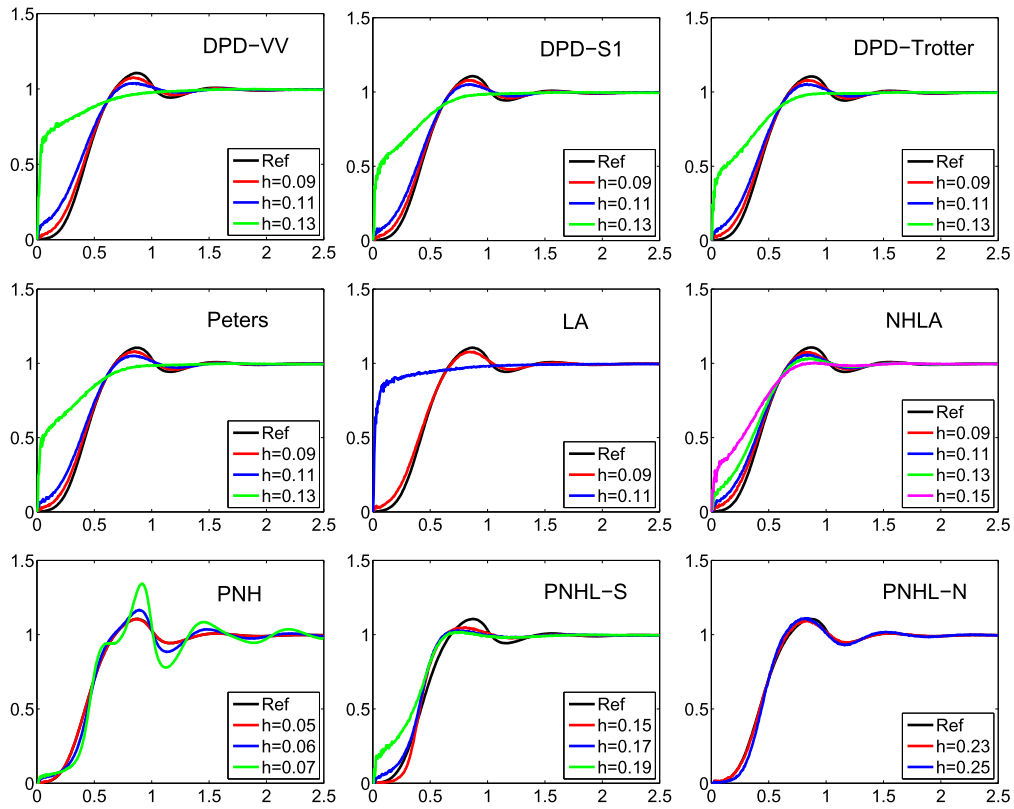 1.5
DPD−VV
1
0.5
Ref
h=0.09
h=0.11
h=0.13
0
0 0.5 1 1.5 2 2.5
1.5
DPD−S1
1
0.5
Ref
h=0.09
h=0.11
h=0.13
0
0 0.5 1 1.5 2 2.5
1.5
DPD−Trotter
1
0.5
Ref
h=0.09
h=0.11
h=0.13
0
0 0.5 1 1.5 2 2.5
1.5
Peters
1
0.5
Ref
h=0.09
h=0.11
h=0.13
0
0 0.5 1 1.5 2 2.5
1.5
LA
1
0.5
Ref
h=0.09
h=0.11
0
0 0.5 1 1.5 2 2.5
1.5
NHLA
1
0.5
Ref
h=0.09
h=0.11
h=0.13
h=0.15
0
0 0.5 1 1.5 2 2.5
1.5
PNH
1
0.5
Ref
h=0.05
h=0.06
h=0.07
0
0 0.5 1 1.5 2 2.5
1.5
PNHL−S
1
0.5
Ref
h=0.15
h=0.17
h=0.19
0
0 0.5 1 1.5 2 2.5
1.5
PNHL−N
1
0.5
Ref
h=0.23
h=0.25
0
0 0.5 1 1.5 2 2.5